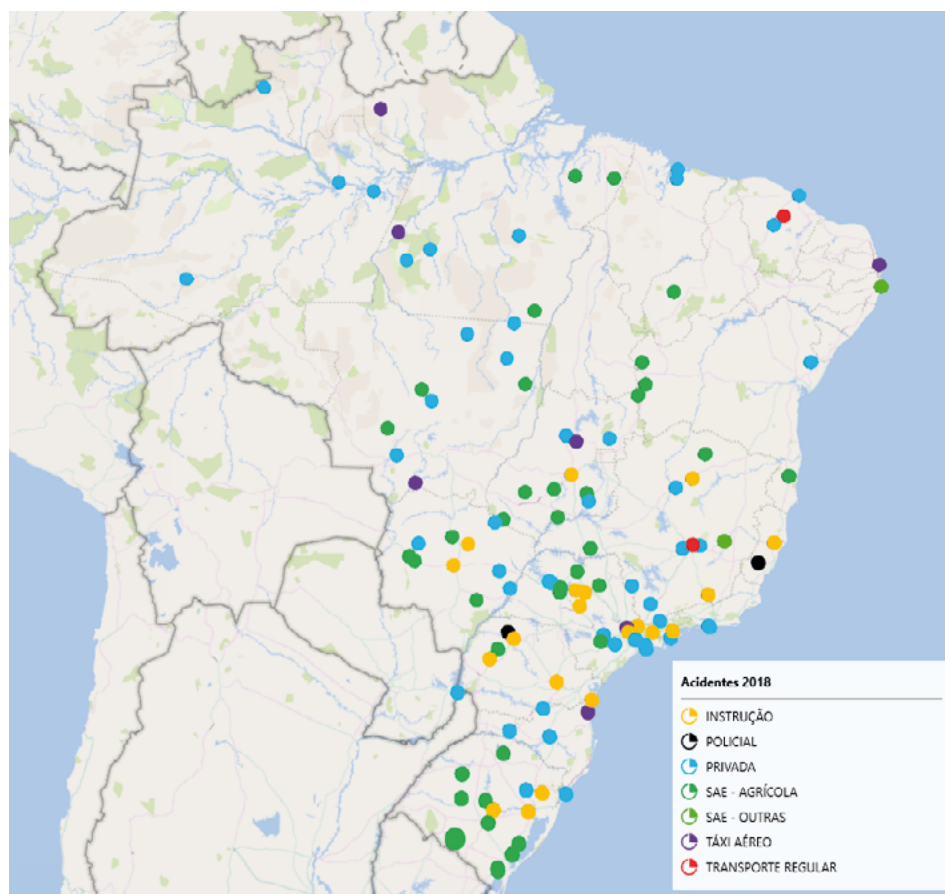 Acidentes 2018
INSTRUÇÃO
POLICIAL
PRIVADA
SAE - AGRÍCOLA
SAE - OUTRAS
TÁXI AÉREO
TRANSPORTE REGULAR